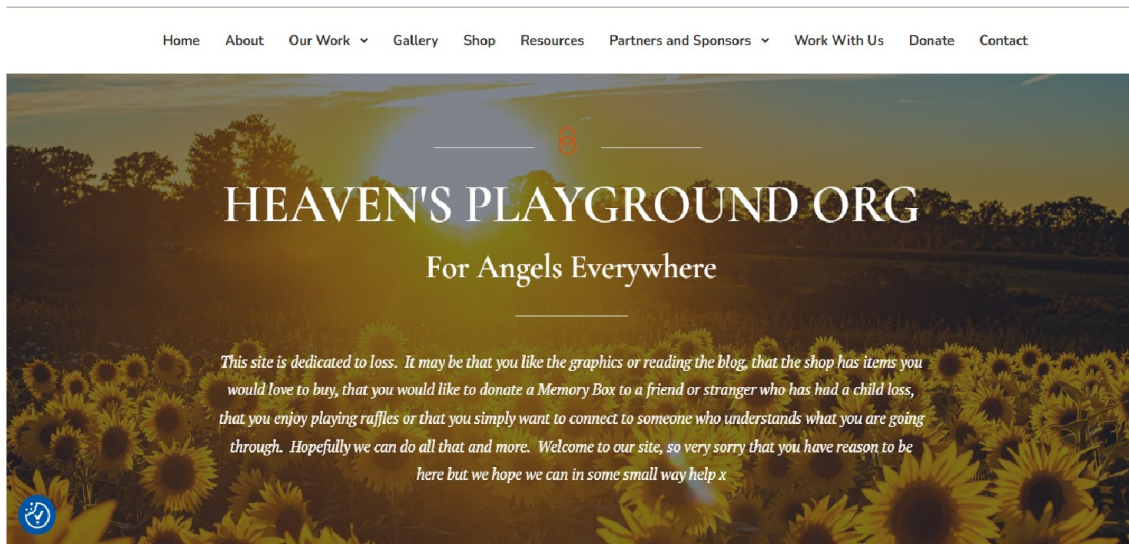 Home About Our Work Gallery Shop Resources Partners and Sponsors Work With Us Donate Contact
HEAVEN'S PLAYGROUND ORG
For Angels Everywhere
This site is dedicated to loss. It may be that you like the graphics or reading the blog, that the shop has items you
would love to buy, that you would like to donate a Memory Box to a friend or stranger who has had a child loss,
that you enjoy playing raffles or that you simply want to connect to someone who understands what you are going
through. Hopefully we can do all that and more. Welcome to our site, so very sorry that you have reason to be
here but we hope we can in some small way help x